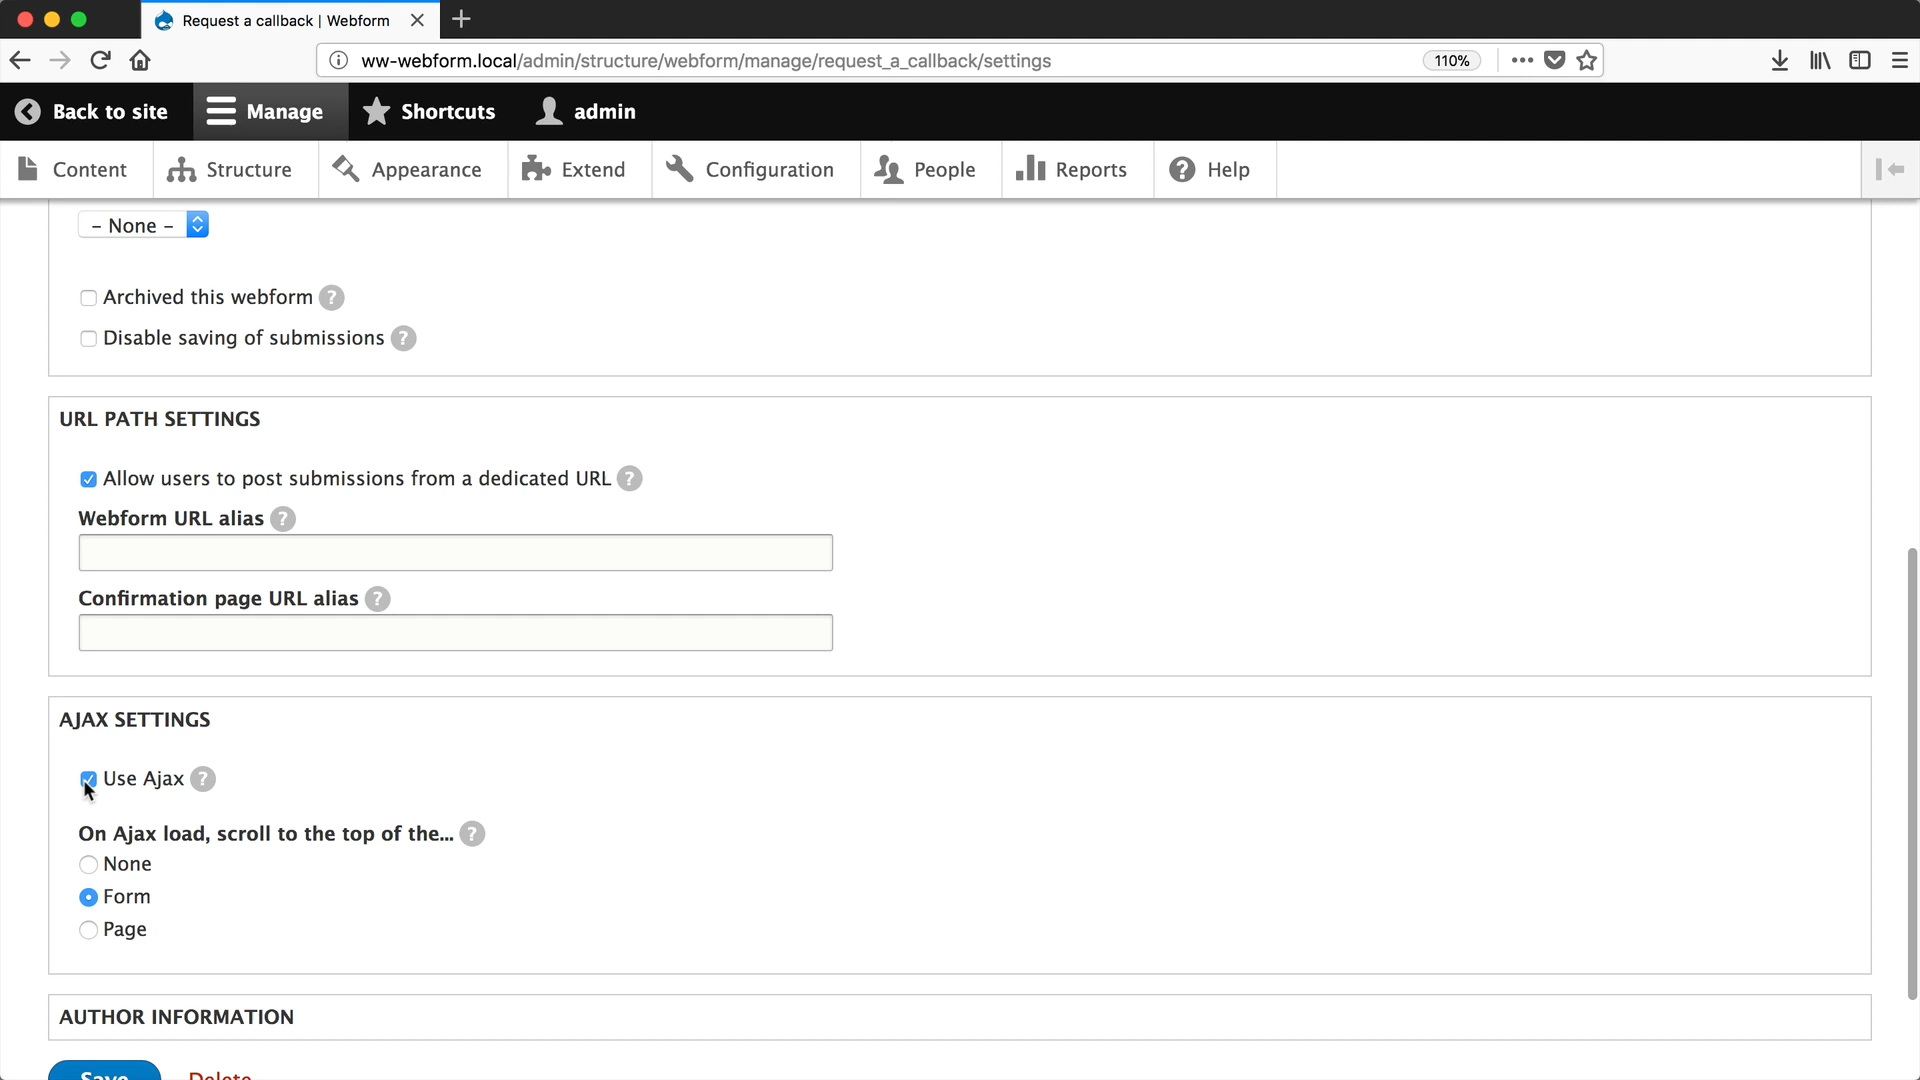 Request a callback | Webform
ww-webform.local/admin/structure/webform/manage/request_a_callback/settings
110%
Back to site
Manage
Shortcuts
admin
Content
Structure
Appearance
Extend
Configuration
People
Reports
Help
– None –
Archived this webform ?
Disable saving of submissions ?
URL PATH SETTINGS
Allow users to post submissions from a dedicated URL ?
Webform URL alias ?
Confirmation page URL alias ?
AJAX SETTINGS
Use Ajax ?
On Ajax load, scroll to the top of the... ?
None
Form
Page
AUTHOR INFORMATION
Save
Delete